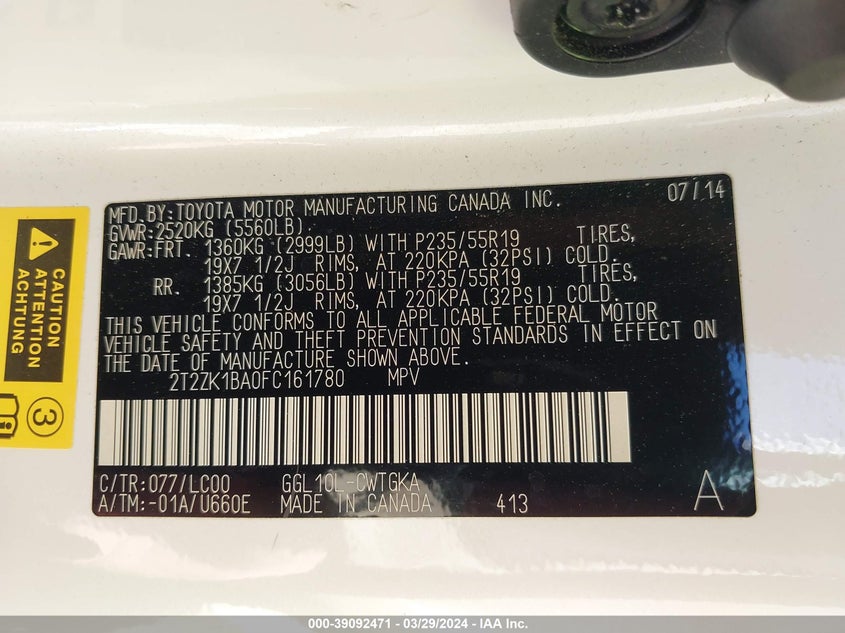 MFD.BY:TOYOTA MOTOR MANUFACTURING CANADA INC. 07/14
GVWR:2520KG (5560LB)
GAWR:FRT. 1360KG (2999LB) WITH P235/55R19 TIRES,
19X7 1/2J RIMS, AT 220KPA (32PSI) COLD.
RR. 1385KG (3056LB) WITH P235/55R19 TIRES,
19X7 1/2J RIMS, AT 220KPA (32PSI) COLD.
THIS VEHICLE CONFORMS TO ALL APPLICABLE FEDERAL MOTOR
VEHICLE SAFETY AND THEFT PREVENTION STANDARDS IN EFFECT ON
THE DATE OF MANUFACTURE SHOWN ABOVE.
2T2ZK1BA0FC161780 MPV
C/TR:077/LC00 GGL10L-CWTGKA
A/TM:-01A/U660E MADE IN CANADA 413 A
CAUTION
ATTENTION
ACHTUNG
3
000-39092471 - 03/29/2024 - IAA Inc.